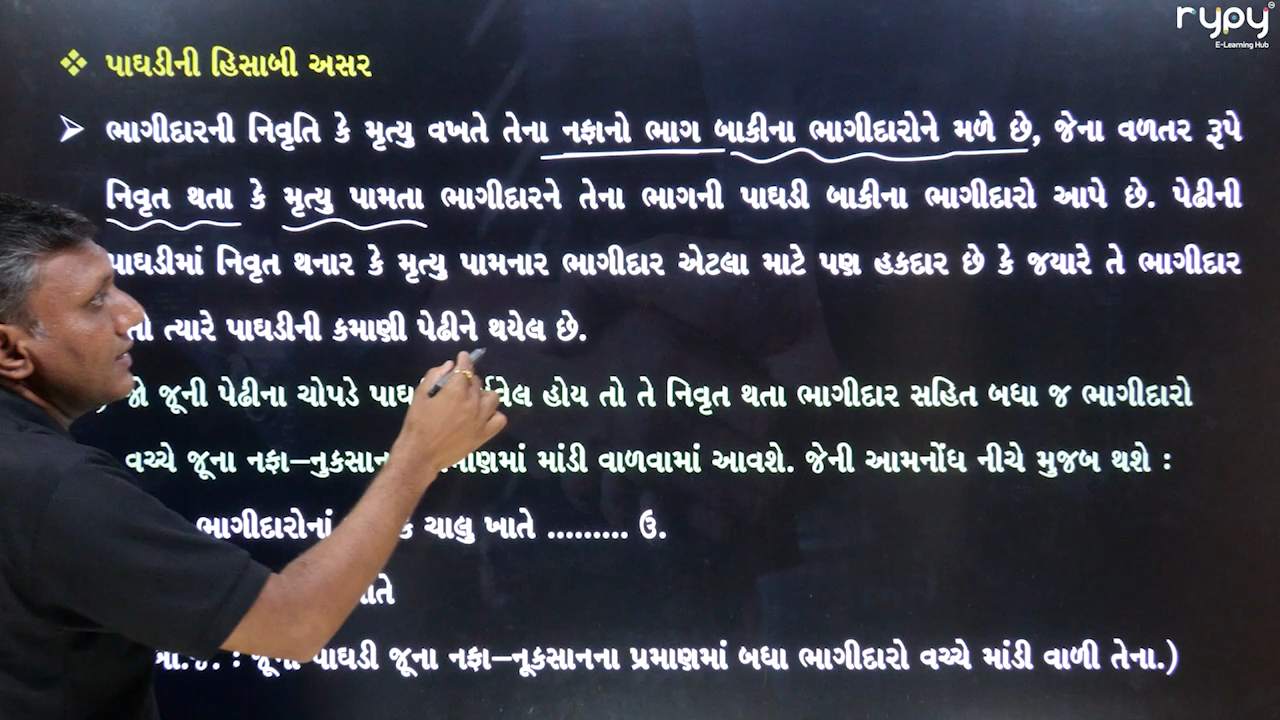 rypy
E-Learning Hub
❖ પાઘડીની હિસાબી અસર
➢ ભાગીદારની નિવૃતિ કે મૃત્યુ વખતે તેના નફાનો ભાગ બાકીના ભાગીદારોને મળે છે, જેના વળતર રૂપે
નિવૃત થતા કે મૃત્યુ પામતા ભાગીદારને તેના ભાગની પાઘડી બાકીના ભાગીદારો આપે છે. પેઢીની
પાઘડીમાં નિવૃત થનાર કે મૃત્યુ પામનાર ભાગીદાર એટલા માટે પણ હકદાર છે કે જયારે તે ભાગીદાર
ત્યારે પાઘડીની કમાણી પેઢીને થયેલ છે.
જો જૂની પેઢીના ચોપડે હોય તો તે નિવૃત થતા ભાગીદાર સહિત બધા જ ભાગીદારો
વચ્ચે જૂના નફા–નુકસાન માંડી વાળવામાં આવશે. જેની આમનોંધ નીચે મુજબ થશે :
ભાગીદારોનાં ચાલુ ખાતે ......... ઉ.
પાઘડી જૂના નફા–નૂકસાનના પ્રમાણમાં બધા ભાગીદારો વચ્ચે માંડી વાળી તેના.)